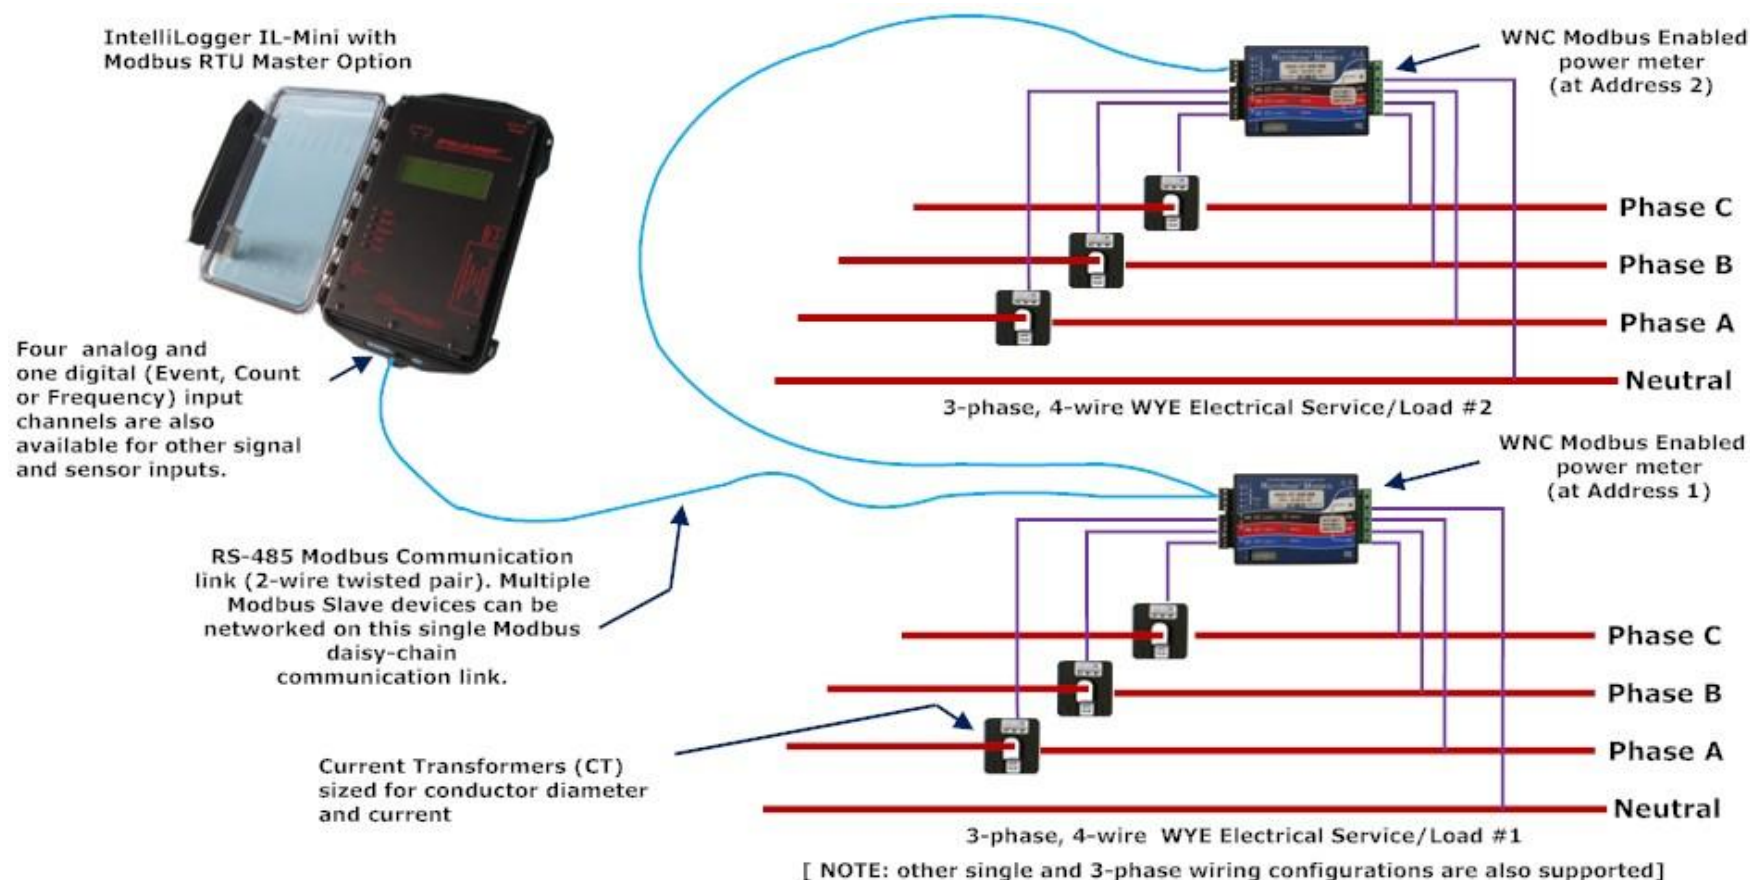 IntelliLogger IL-Mini with
Modbus RTU Master Option
WNC Modbus Enabled
power meter
(at Address 2)
Phase C
Phase B
Phase A
Neutral
3-phase, 4-wire WYE Electrical Service/Load #2
Four analog and
one digital (Event, Count
or Frequency) input
channels are also
available for other signal
and sensor inputs.
WNC Modbus Enabled
power meter
(at Address 1)
RS-485 Modbus Communication
link (2-wire twisted pair). Multiple
Modbus Slave devices can be
networked on this single Modbus
daisy-chain
communication link.
Phase C
Phase B
Phase A
Neutral
Current Transformers (CT)
sized for conductor diameter
and current
3-phase, 4-wire WYE Electrical Service/Load #1
[ NOTE: other single and 3-phase wiring configurations are also supported]